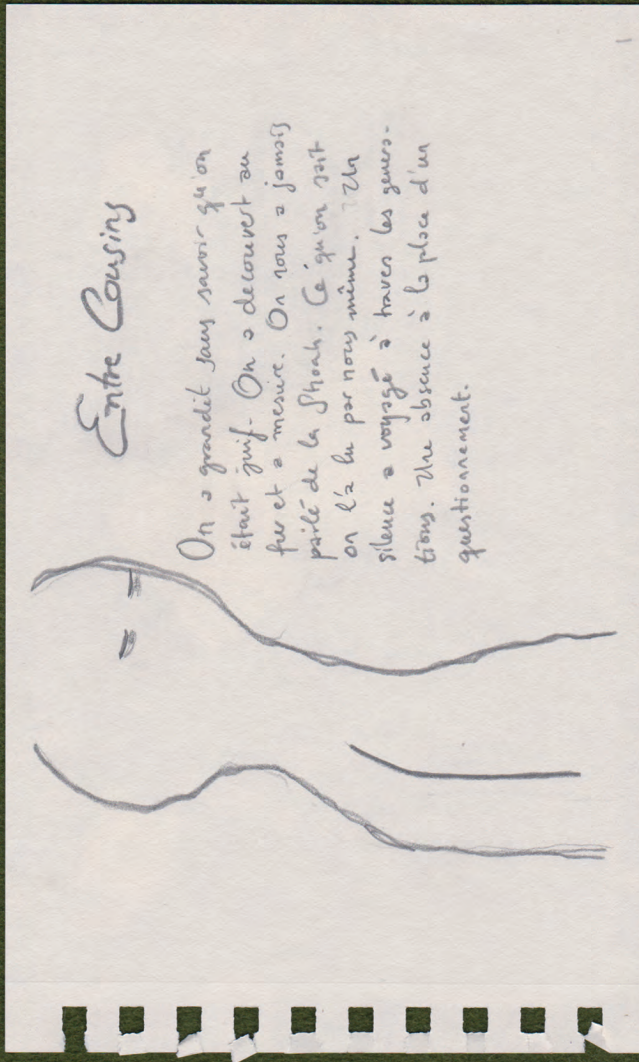 Entre Cousins
On a grandit sans savoir qu'on
était juif. On a decouvert au
fur et a mesure. On nous a jamais
parlé de la Shoah. Ce qu'on sait
on l'a lu par nous même. Un
silence a voyagé à travers les genera-
tions. Une absence à la place d'un
questionnement.